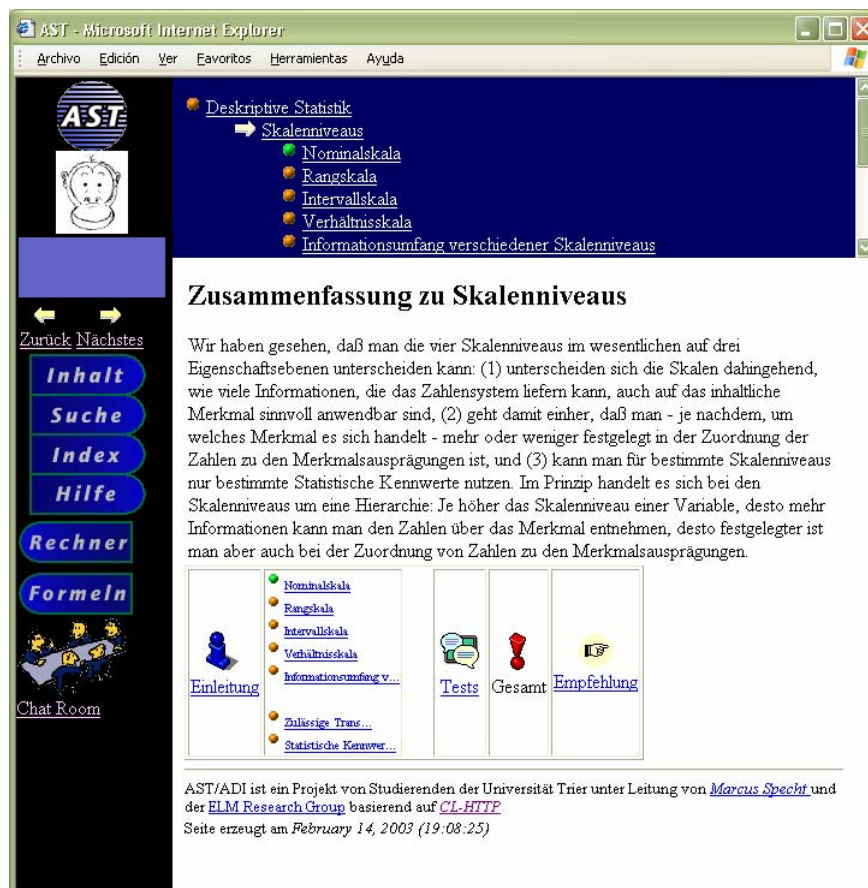 AST - Microsoft Internet Explorer
Archivo Edición Ver Favoritos Herramientas Ayuda
AST
Deskriptive Statistik
Skalenniveaus
Nominalskala
Rangskala
Intervallskala
Verhältnisskala
Informationsumfang verschiedener Skalenniveaus
Zurück Nächstes
Inhalt
Suche
Index
Hilfe
Rechner
Formeln
Chat Room
Zusammenfassung zu Skalenniveaus
Wir haben gesehen, daß man die vier Skalenniveaus im wesentlichen auf drei
Eigenschaftsebenen unterscheiden kann: (1) unterscheiden sich die Skalen dahingehend,
wie viele Informationen, die das Zahlensystem liefern kann, auch auf das inhaltliche
Merkmal sinnvoll anwendbar sind, (2) geht damit einher, daß man - je nachdem, um
welches Merkmal es sich handelt - mehr oder weniger festgelegt in der Zuordnung der
Zahlen zu den Merkmalsausprägungen ist, und (3) kann man für bestimmte Skalenniveaus
nur bestimmte Statistische Kennwerte nutzen. Im Prinzip handelt es sich bei den
Skalenniveaus um eine Hierarchie: Je höher das Skalenniveau einer Variable, desto mehr
Informationen kann man den Zahlen über das Merkmal entnehmen, desto festgelegter ist
man aber auch bei der Zuordnung von Zahlen zu den Merkmalsausprägungen.
Einleitung
Nominalskala
Rangskala
Intervallskala
Verhältnisskala
Informationsumfang v...
Zulässige Trans...
Statistische Kennwer...
Tests
Gesamt
Empfehlung
AST/ADI ist ein Projekt von Studierenden der Universität Trier unter Leitung von Marcus Specht und
der ELM Research Group basierend auf CL-HTTP
Seite erzeugt am February 14, 2003 (19:08:25)